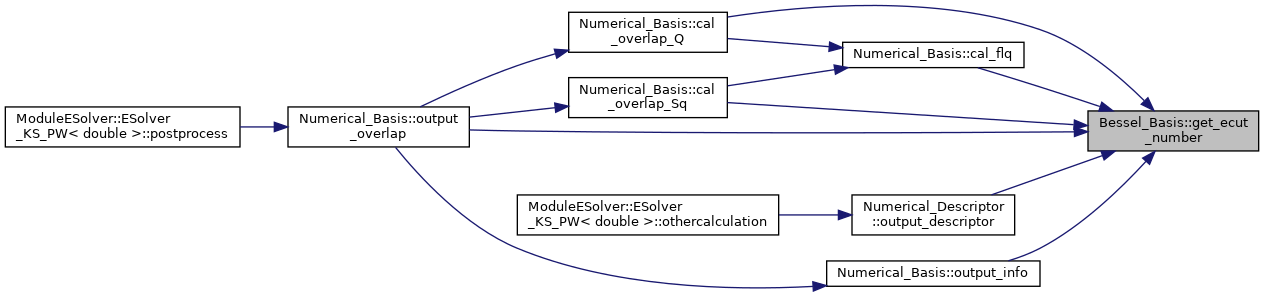 Numerical_Basis::cal
_overlap_Q
Numerical_Basis::cal_flq
Numerical_Basis::cal
_overlap_Sq
ModuleESolver::ESolver
_KS_PW< double >::postprocess
Numerical_Basis::output
_overlap
Bessel_Basis::get_ecut
_number
ModuleESolver::ESolver
_KS_PW< double >::othercalculation
Numerical_Descriptor
::output_descriptor
Numerical_Basis::output_info